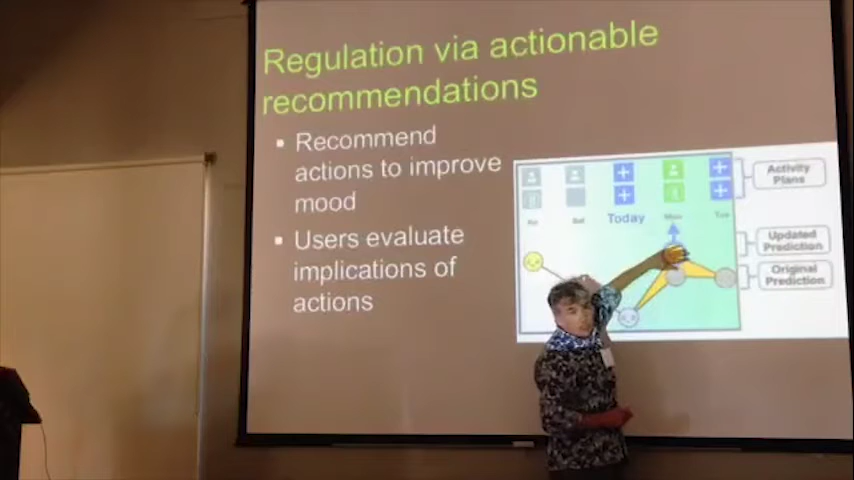 Regulation via actionable
recommendations
▪ Recommend
actions to improve
mood
▪ Users evaluate
implications of
actions
Today
Activity
Plans
Updated
Prediction
Original
Prediction